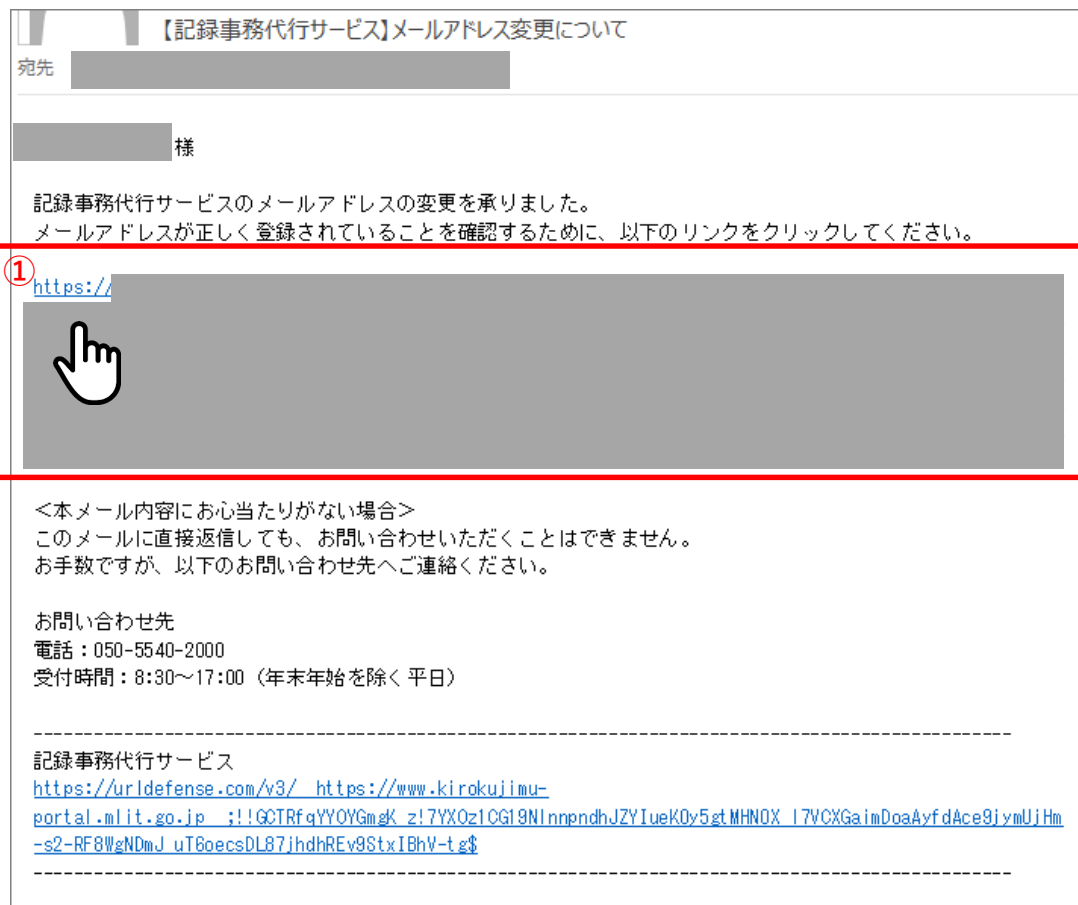 【記録事務代行サービス】メールアドレス変更について
宛先
様
記録事務代行サービスのメールアドレスの変更を承りました。
メールアドレスが正しく登録されていることを確認するために、以下のリンクをクリックしてください。
①
https://
＜本メール内容にお心当たりがない場合＞
このメールに直接返信しても、お問い合わせいただくことはできません。
お手数ですが、以下のお問い合わせ先へご連絡ください。
お問い合わせ先
電話：050-5540-2000
受付時間：8:30～17:00（年末年始を除く平日）
記録事務代行サービス
https://urldefense.com/v3/__https://www.kirokujimu-
portal.mlit.go.jp__;!!GCTRfqYYOYGmgK_z!7YXOz1CG19NlnnpndhJZYIueKOy5gtMHNOX_l7VCXGaimDoaAyfdAce9jymUjHm
-s2-RF8WgNDmJ_uT6oecsDL87jhdhREv9StxIBhV-tg$